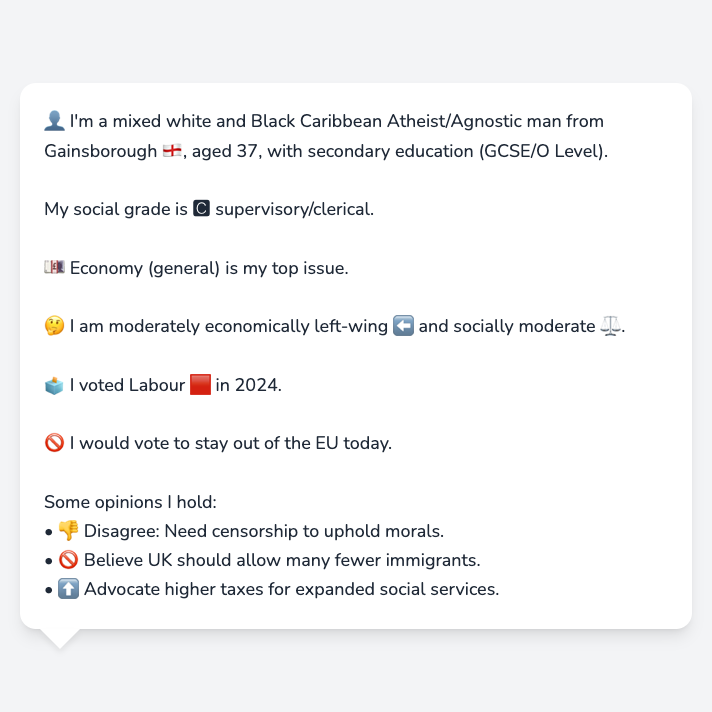 👤 I'm a mixed white and Black Caribbean Atheist/Agnostic man from
Gainsborough 🏴󠁧󠁢󠁥󠁮󠁧󠁿, aged 37, with secondary education (GCSE/O Level).
My social grade is 🅲 supervisory/clerical.
💷 Economy (general) is my top issue.
🤔 I am moderately economically left-wing ⬅️ and socially moderate ⚖️.
🗳️ I voted Labour 🟥 in 2024.
🚫 I would vote to stay out of the EU today.
Some opinions I hold:
• 👎 Disagree: Need censorship to uphold morals.
• 🚫 Believe UK should allow many fewer immigrants.
• ⬆️ Advocate higher taxes for expanded social services.